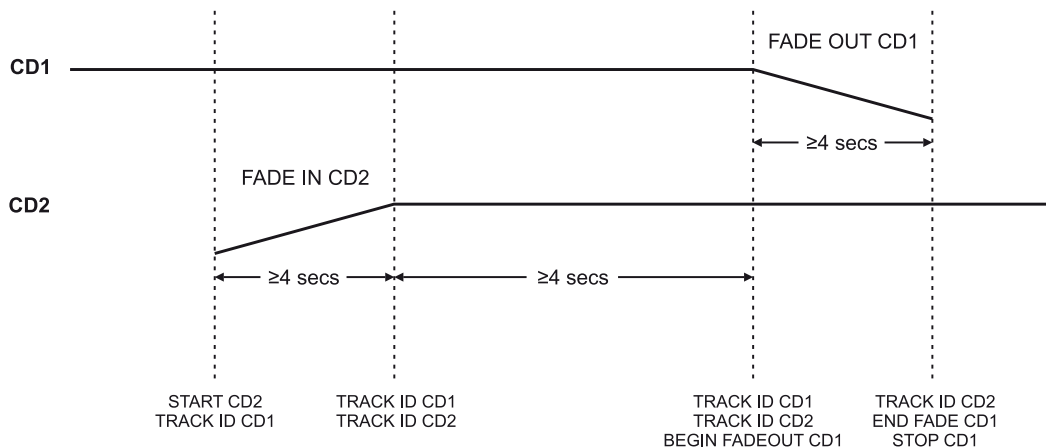 FADE OUT CD1
CD1
≥4 secs
FADE IN CD2
CD2
≥4 secs
≥4 secs
START CD2
TRACK ID CD1
TRACK ID CD1
TRACK ID CD2
TRACK ID CD1
TRACK ID CD2
BEGIN FADEOUT CD1
TRACK ID CD2
END FADE CD1
STOP CD1